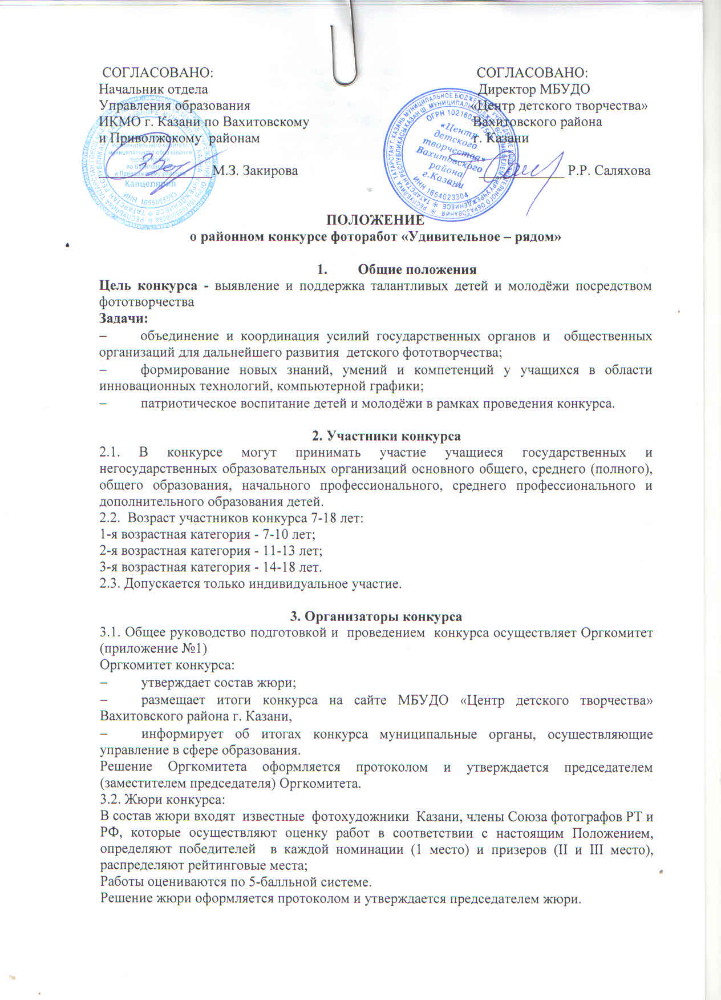 СОГЛАСОВАНО:
Начальник отдела
Управления образования
ИКМО г. Казани по Вахитовскому
и Приволжскому районам
М.З. Закирова
СОГЛАСОВАНО:
Директор МБУДО
«Центр детского творчества»
Вахитовского района
г. Казани
Р.Р. Саляхова
Канцелярия
«Центр
детского
творчества»
Вахитовского
района
г.Казани
ИНН 1654023304
ПОЛОЖЕНИЕ
о районном конкурсе фоторабот «Удивительное – рядом»
1. Общие положения
Цель конкурса - выявление и поддержка талантливых детей и молодёжи посредством
фототворчества
Задачи:
– объединение и координация усилий государственных органов и общественных
организаций для дальнейшего развития детского фототворчества;
– формирование новых знаний, умений и компетенций у учащихся в области
инновационных технологий, компьютерной графики;
– патриотическое воспитание детей и молодёжи в рамках проведения конкурса.
2. Участники конкурса
2.1. В конкурсе могут принимать участие учащиеся государственных и
негосударственных образовательных организаций основного общего, среднего (полного),
общего образования, начального профессионального, среднего профессионального и
дополнительного образования детей.
2.2. Возраст участников конкурса 7-18 лет:
1-я возрастная категория - 7-10 лет;
2-я возрастная категория - 11-13 лет;
3-я возрастная категория - 14-18 лет.
2.3. Допускается только индивидуальное участие.
3. Организаторы конкурса
3.1. Общее руководство подготовкой и проведением конкурса осуществляет Оргкомитет
(приложение №1)
Оргкомитет конкурса:
– утверждает состав жюри;
– размещает итоги конкурса на сайте МБУДО «Центр детского творчества»
Вахитовского района г. Казани,
– информирует об итогах конкурса муниципальные органы, осуществляющие
управление в сфере образования.
Решение Оргкомитета оформляется протоколом и утверждается председателем
(заместителем председателя) Оргкомитета.
3.2. Жюри конкурса:
В состав жюри входят известные фотохудожники Казани, члены Союза фотографов РТ и
РФ, которые осуществляют оценку работ в соответствии с настоящим Положением,
определяют победителей в каждой номинации (1 место) и призеров (II и III место),
распределяют рейтинговые места;
Работы оцениваются по 5-балльной системе.
Решение жюри оформляется протоколом и утверждается председателем жюри.